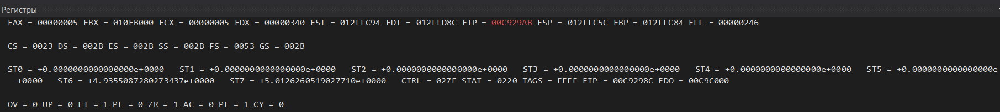 Регистры
EAX = 00000005 EBX = 010EB000 ECX = 00000005 EDX = 00000340 ESI = 012FFC94 EDI = 012FFD8C EIP = 00C929AB ESP = 012FFC5C EBP = 012FFC84 EFL = 00000246
CS = 0023 DS = 002B ES = 002B SS = 002B FS = 0053 GS = 002B
ST0 = +0.0000000000000000e+0000 ST1 = +0.0000000000000000e+0000 ST2 = +0.0000000000000000e+0000 ST3 = +0.0000000000000000e+0000 ST4 = +0.0000000000000000e+0000 ST5 = +0.0000000000000000e
+0000 ST6 = +4.9355087280273437e+0000 ST7 = +5.0126260519027710e+0000 CTRL = 027F STAT = 0220 TAGS = FFFF EIP = 00C9298C EDO = 00C9C000
OV = 0 UP = 0 EI = 1 PL = 0 ZR = 1 AC = 0 PE = 1 CY = 0